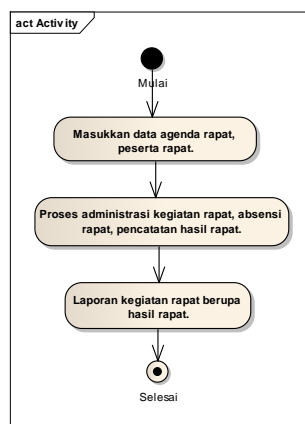 act Activity
Mulai
Masukkan data agenda rapat,
peserta rapat.
Proses administrasi kegiatan rapat, absensi
rapat, pencatatan hasil rapat.
Laporan kegiatan rapat berupa
hasil rapat.
Selesai